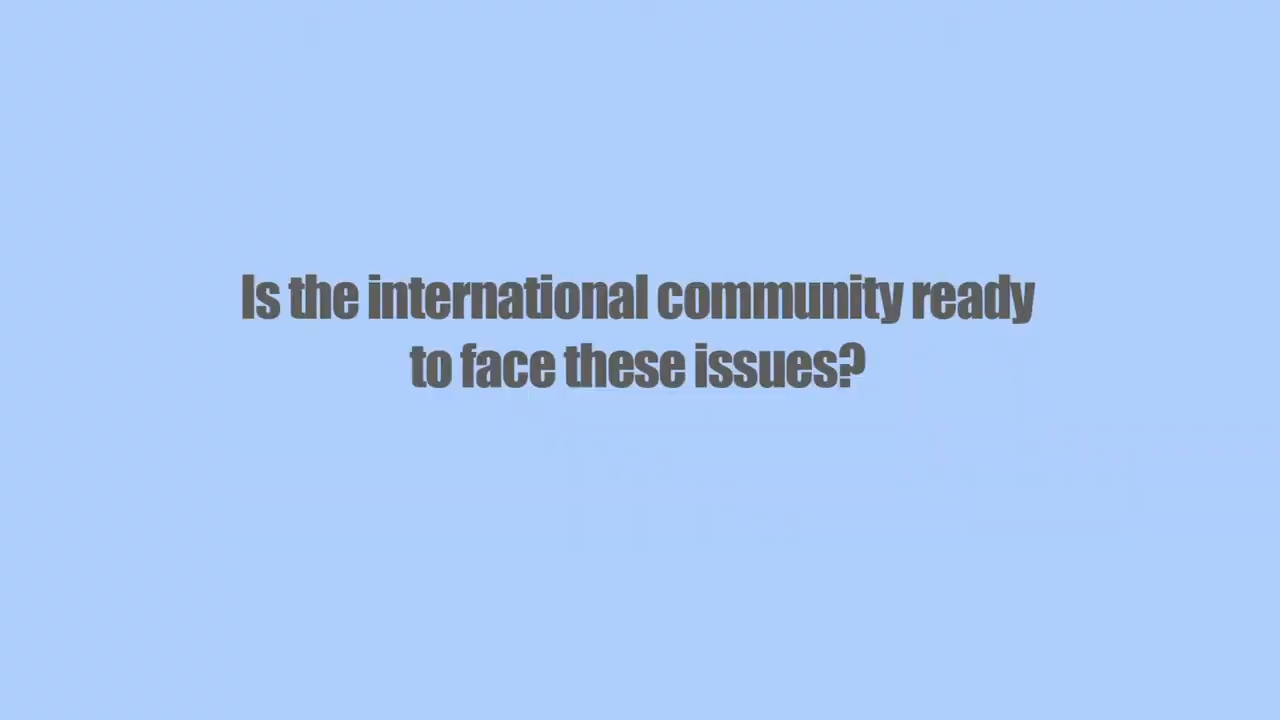 Is the international community ready
to face these issues?